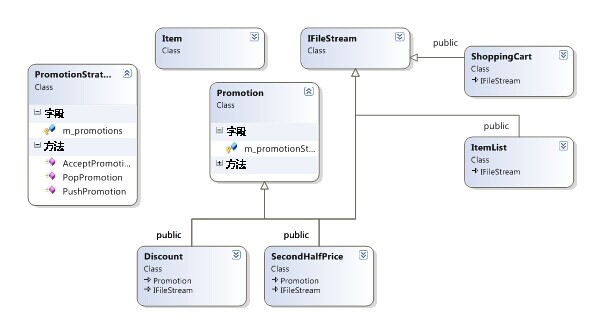 Item
Class
IFileStream
Class
public
ShoppingCart
Class
IFileStream
PromotionStrat...
Class
字段
m_promotions
方法
AcceptPromoti...
PopPromotion
PushPromotion
Promotion
Class
字段
m_promotionSt...
方法
public
ItemList
Class
IFileStream
public
public
Discount
Class
Promotion
IFileStream
SecondHalfPrice
Class
Promotion
IFileStream